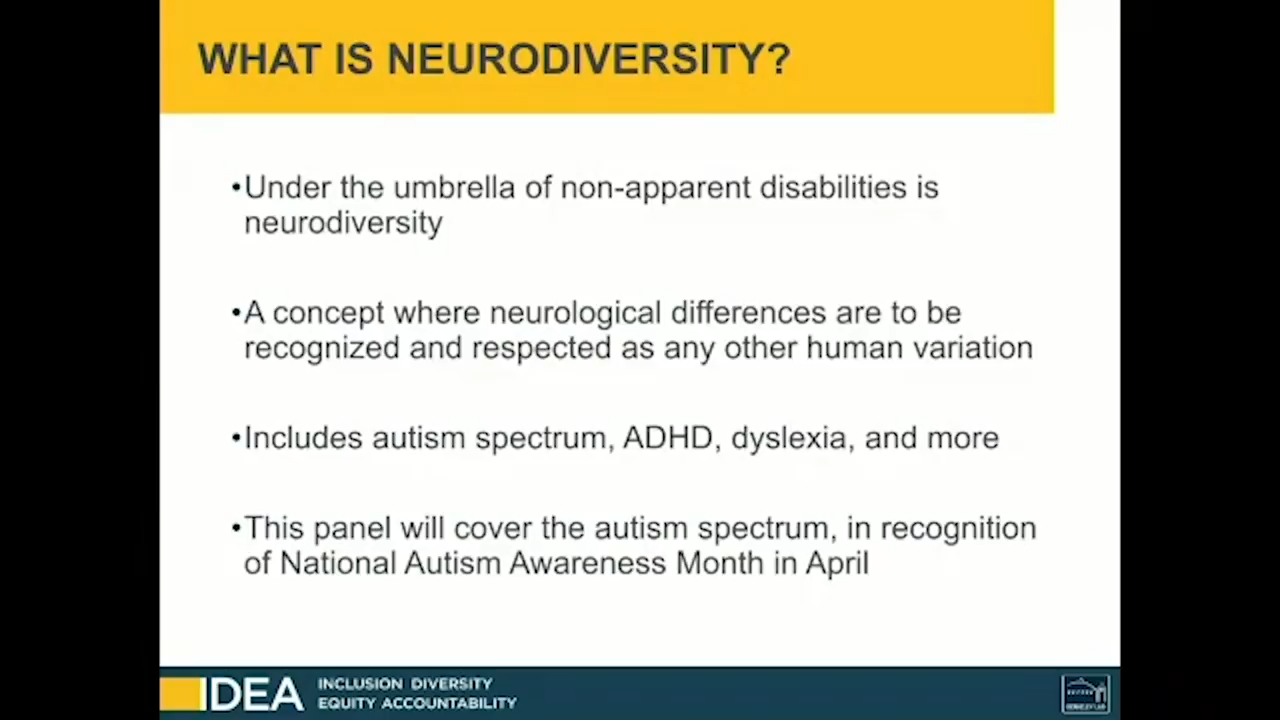 WHAT IS NEURODIVERSITY?
•Under the umbrella of non-apparent disabilities is
neurodiversity
•A concept where neurological differences are to be
recognized and respected as any other human variation
•Includes autism spectrum, ADHD, dyslexia, and more
•This panel will cover the autism spectrum, in recognition
of National Autism Awareness Month in April
IDEA
INCLUSION DIVERSITY
EQUITY ACCOUNTABILITY
BERKELEY LAB